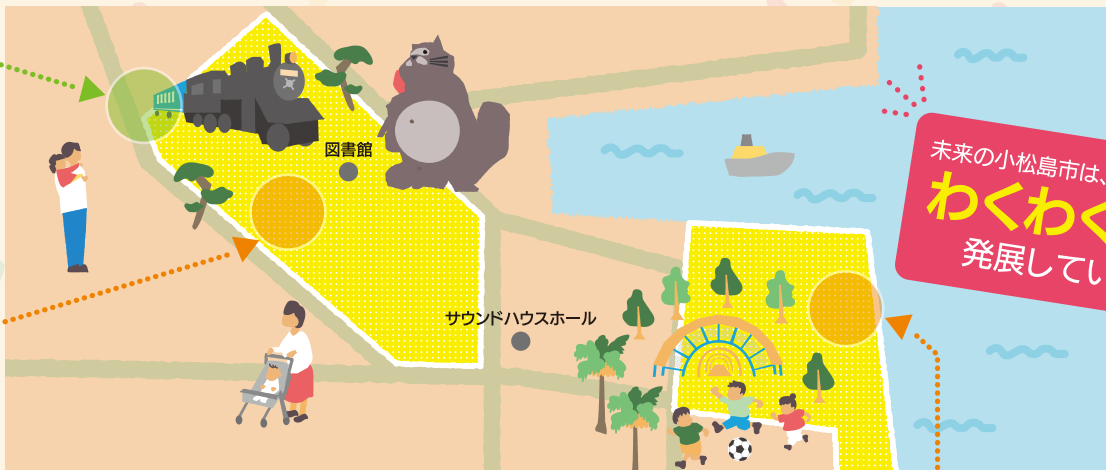 図書館
サウンドハウスホール
未来の小松島市は、
わくわく
発展してい